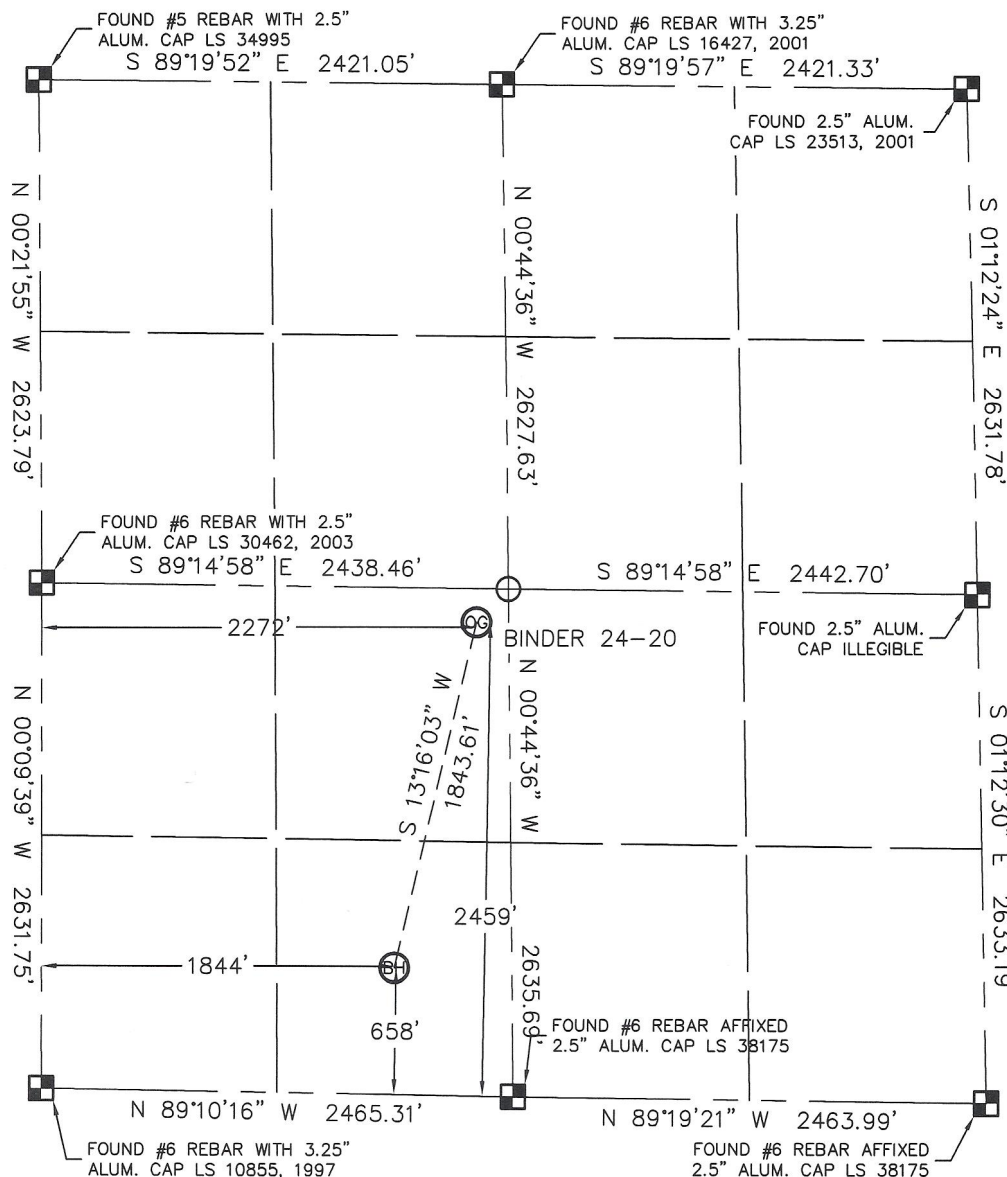 FOUND #5 REBAR WITH 2.5"
ALUM. CAP LS 34995
S 89°19'52" E 2421.05'
FOUND #6 REBAR WITH 3.25"
ALUM. CAP LS 16427, 2001
S 89°19'57" E 2421.33'
FOUND 2.5" ALUM.
CAP LS 23513, 2001
N 00°21'55" W 2623.79'
N 00°44'36" W 2627.63'
S 01°12'24" E 2631.78'
FOUND #6 REBAR WITH 2.5"
ALUM. CAP LS 30462, 2003
S 89°14'58" E 2438.46'
S 89°14'58" E 2442.70'
2272'
OG
BINDER 24-20
FOUND 2.5" ALUM.
CAP ILLEGIBLE
N 00°09'39" W 2631.75'
S 13°16'03" W
1843.61'
N 00°44'36" W 2635.69'
S 01°12'30" E 2633.19
2459'
1844'
BH
658'
FOUND #6 REBAR AFFIXED
2.5" ALUM. CAP LS 38175
N 89°10'16" W 2465.31'
N 89°19'21" W 2463.99'
FOUND #6 REBAR WITH 3.25"
ALUM. CAP LS 10855, 1997
FOUND #6 REBAR AFFIXED
2.5" ALUM. CAP LS 38175